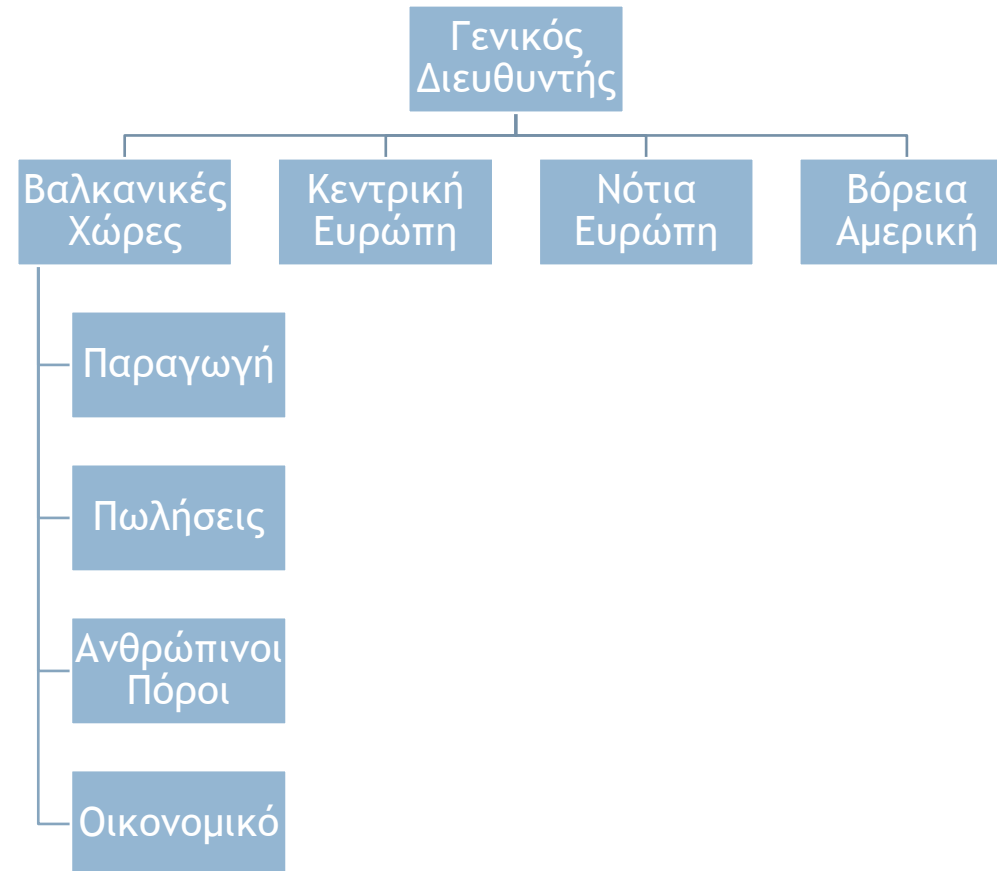 Γενικός
Διευθυντής
Βαλκανικές
Χώρες
Κεντρική
Ευρώπη
Νότια
Ευρώπη
Βόρεια
Αμερική
Παραγωγή
Πωλήσεις
Ανθρώπινοι
Πόροι
Οικονομικό